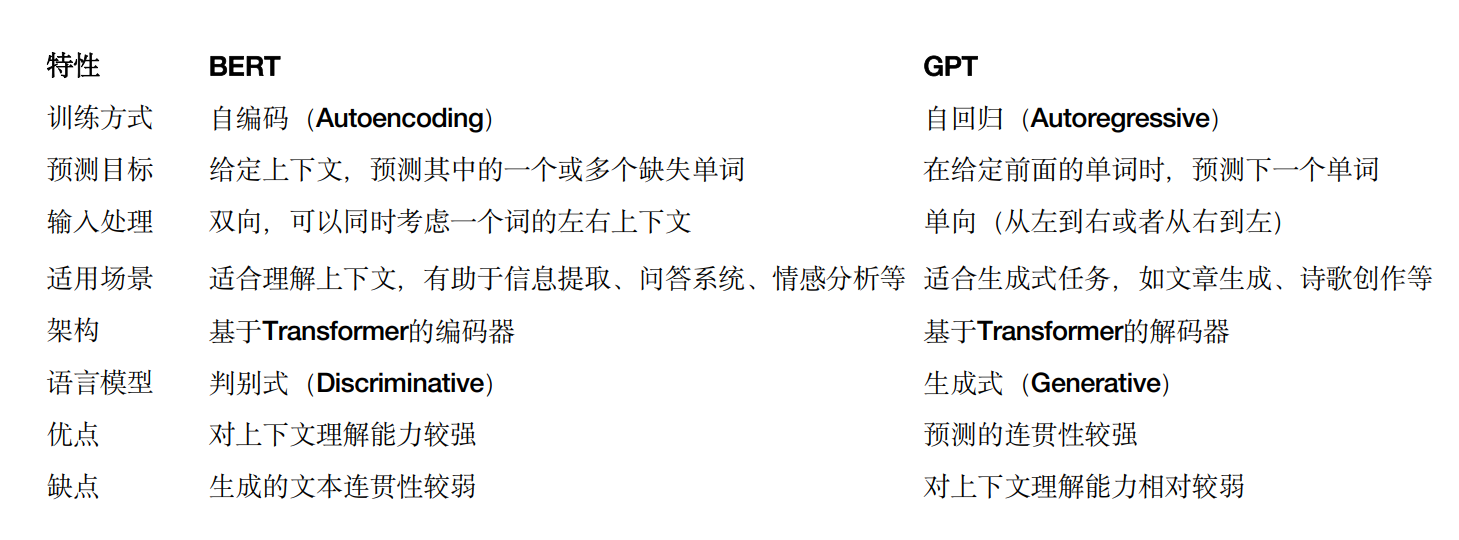 特性 BERT GPT
训练方式 自编码（Autoencoding） 自回归（Autoregressive）
预测目标 给定上下文，预测其中的一个或多个缺失单词 在给定前面的单词时，预测下一个单词
输入处理 双向，可以同时考虑一个词的左右上下文 单向（从左到右或者从右到左）
适用场景 适合理解上下文，有助于信息提取、问答系统、情感分析等 适合生成式任务，如文章生成、诗歌创作等
架构 基于Transformer的编码器 基于Transformer的解码器
语言模型 判别式（Discriminative） 生成式（Generative）
优点 对上下文理解能力较强 预测的连贯性较强
缺点 生成的文本连贯性较弱 对上下文理解能力相对较弱